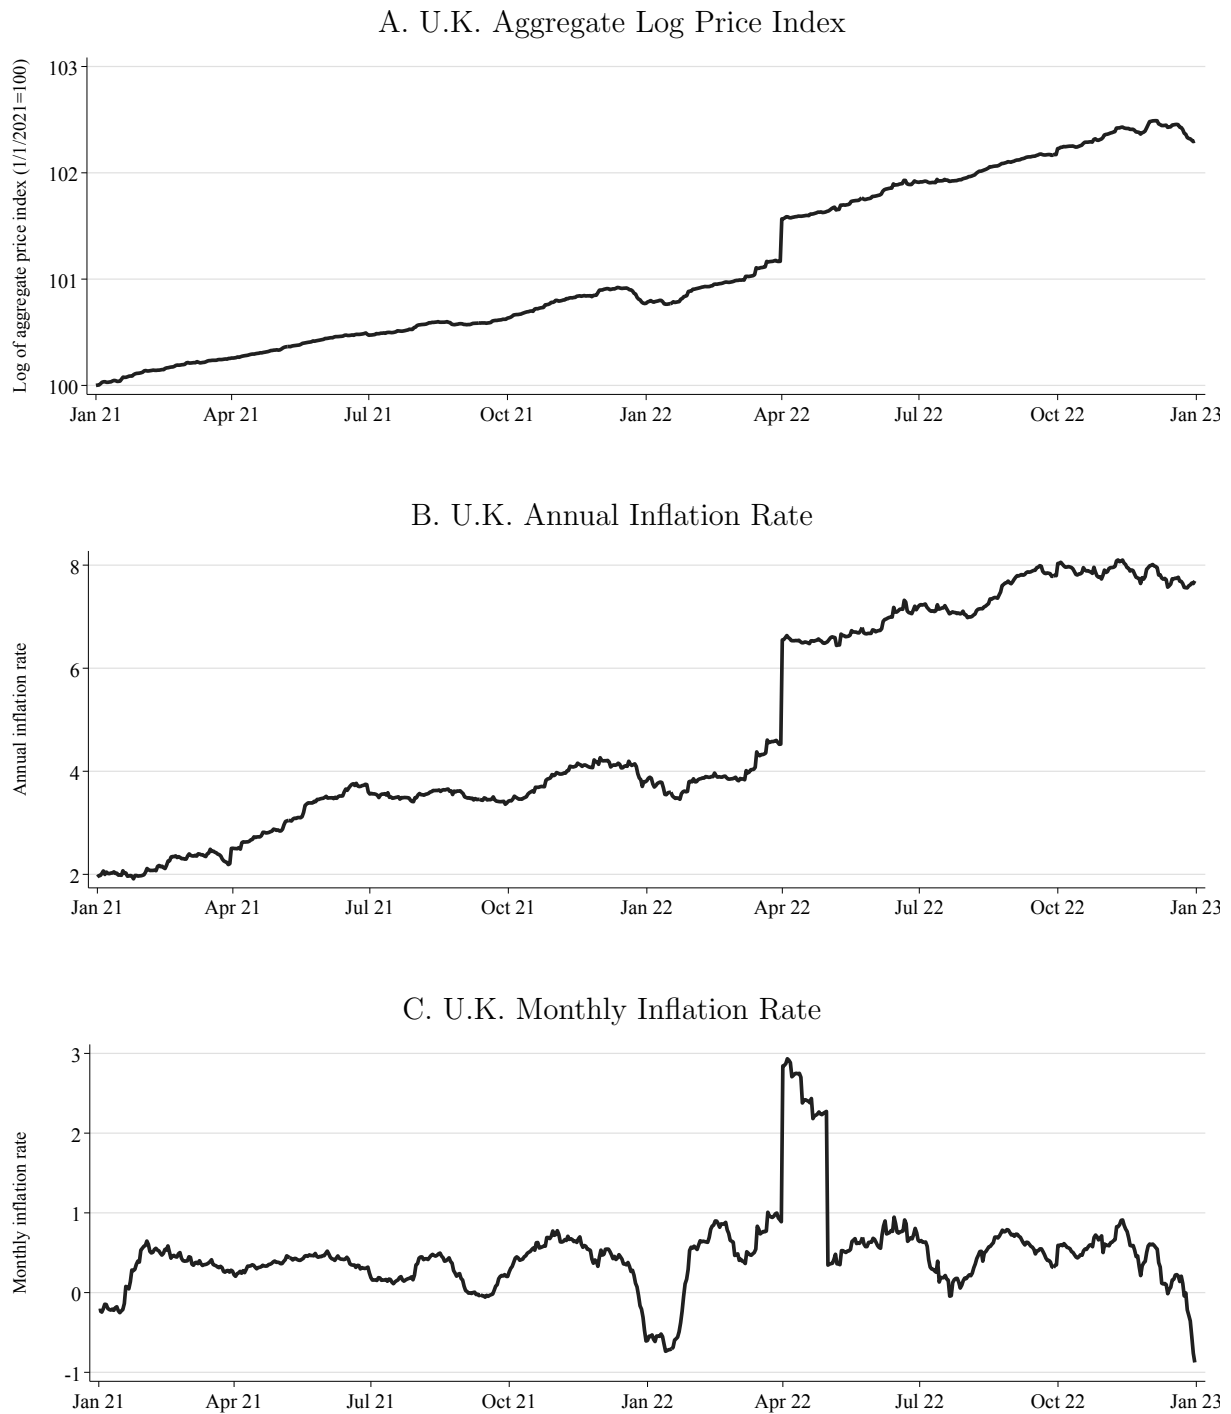 A. U.K. Aggregate Log Price Index
Log of aggregate price index (1/1/2021=100)
103
102
101
100
Jan 21 Apr 21 Jul 21 Oct 21 Jan 22 Apr 22 Jul 22 Oct 22 Jan 23
B. U.K. Annual Inflation Rate
Annual inflation rate
8
6
4
2
Jan 21 Apr 21 Jul 21 Oct 21 Jan 22 Apr 22 Jul 22 Oct 22 Jan 23
C. U.K. Monthly Inflation Rate
Monthly inflation rate
3
2
1
0
-1
Jan 21 Apr 21 Jul 21 Oct 21 Jan 22 Apr 22 Jul 22 Oct 22 Jan 23